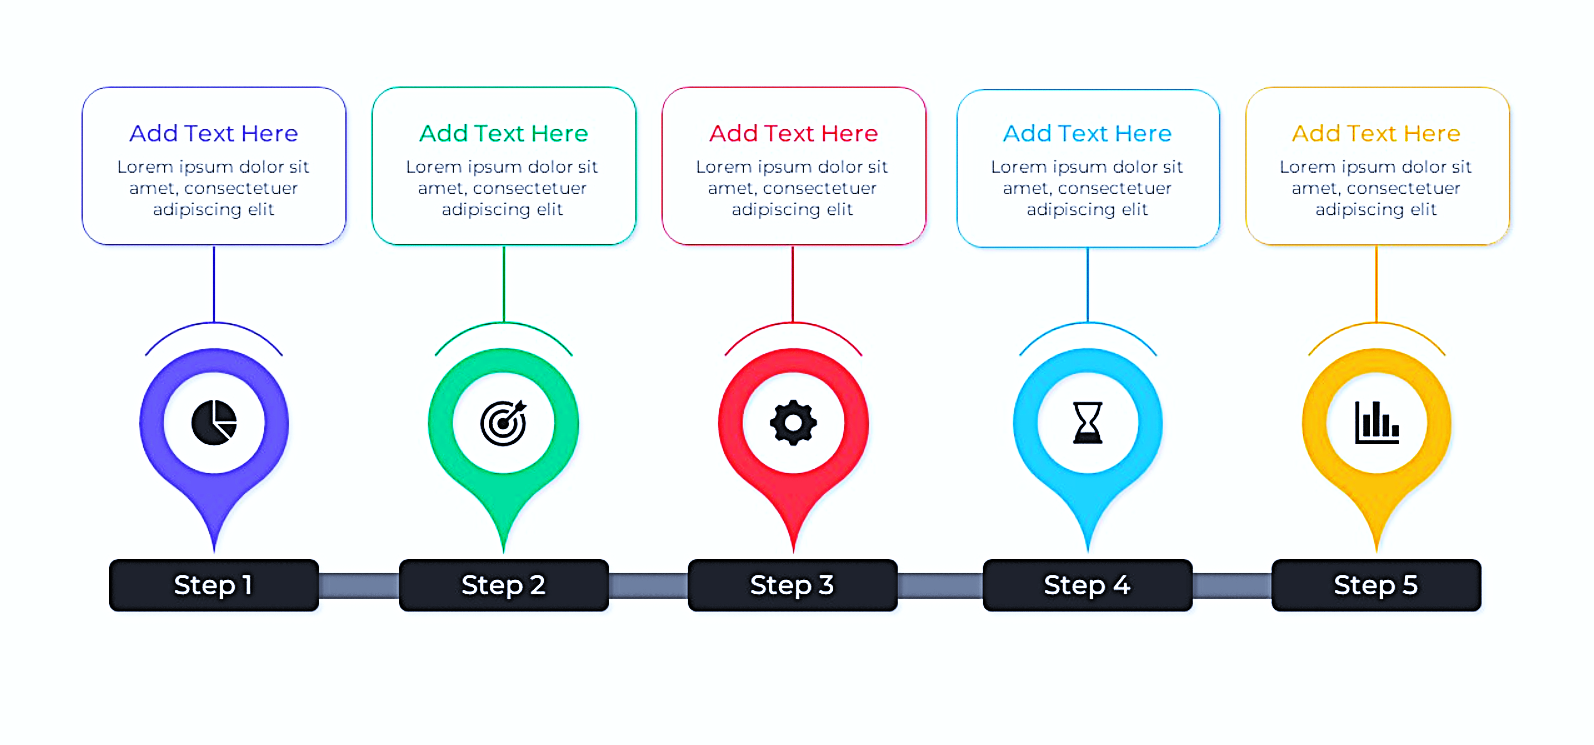 Add Text Here
Lorem ipsum dolor sit
amet, consectetuer
adipiscing elit
Add Text Here
Lorem ipsum dolor sit
amet, consectetuer
adipiscing elit
Add Text Here
Lorem ipsum dolor sit
amet, consectetuer
adipiscing elit
Add Text Here
Lorem ipsum dolor sit
amet, consectetuer
adipiscing elit
Add Text Here
Lorem ipsum dolor sit
amet, consectetuer
adipiscing elit
Step 1
Step 2
Step 3
Step 4
Step 5